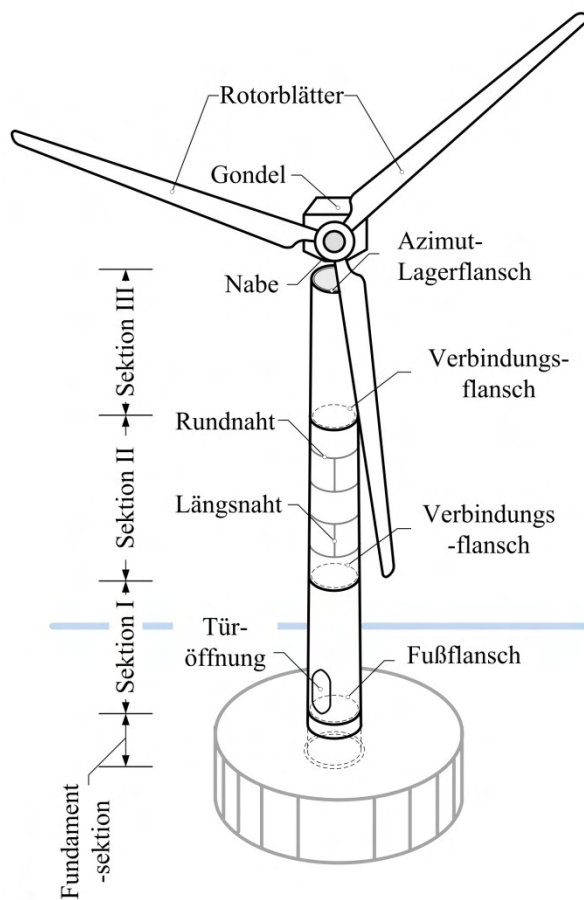 Rotorblätter
Gondel
Azimut-
Lagerflansch
Nabe
Sektion III
Verbindungs-
flansch
Rundnaht
Sektion II
Längsnaht
Verbindungs
-flansch
Sektion I
Tür-
öffnung
Fußflansch
Fundament
-sektion